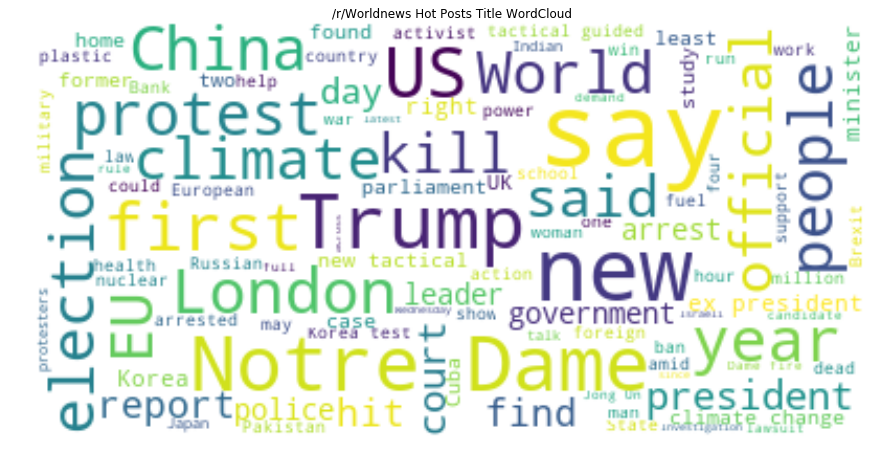 /r/Worldnews Hot Posts Title WordCloud
home
found
activist
tactical guided
plastic
China
country
US
Indian
World
win
least
run
work
official
minister
former
Bank
two
help
day
right
power
demand
say
study
people
military
protest
war
latest
law
rule
climate
kill
school
four
could
European
parliament
UK
said
fuel
support
election
first
Trump
woman
one
arrest
Brexit
health
nuclear
Russian
full
new tactical
action
new
hour
million
EU
London
leader
ex president
protesters
arrested
may
case
Wednesday
show
government
Israeli
candidate
Korea test
court
talk
foreign
year
Notre
Dame
ban
amid
Dame fire
dead
since
Korea
Cuba
Jong Un
president
report
police
hit
find
man
climate change
Japan
Pakistan
State
investigation
lawsuit